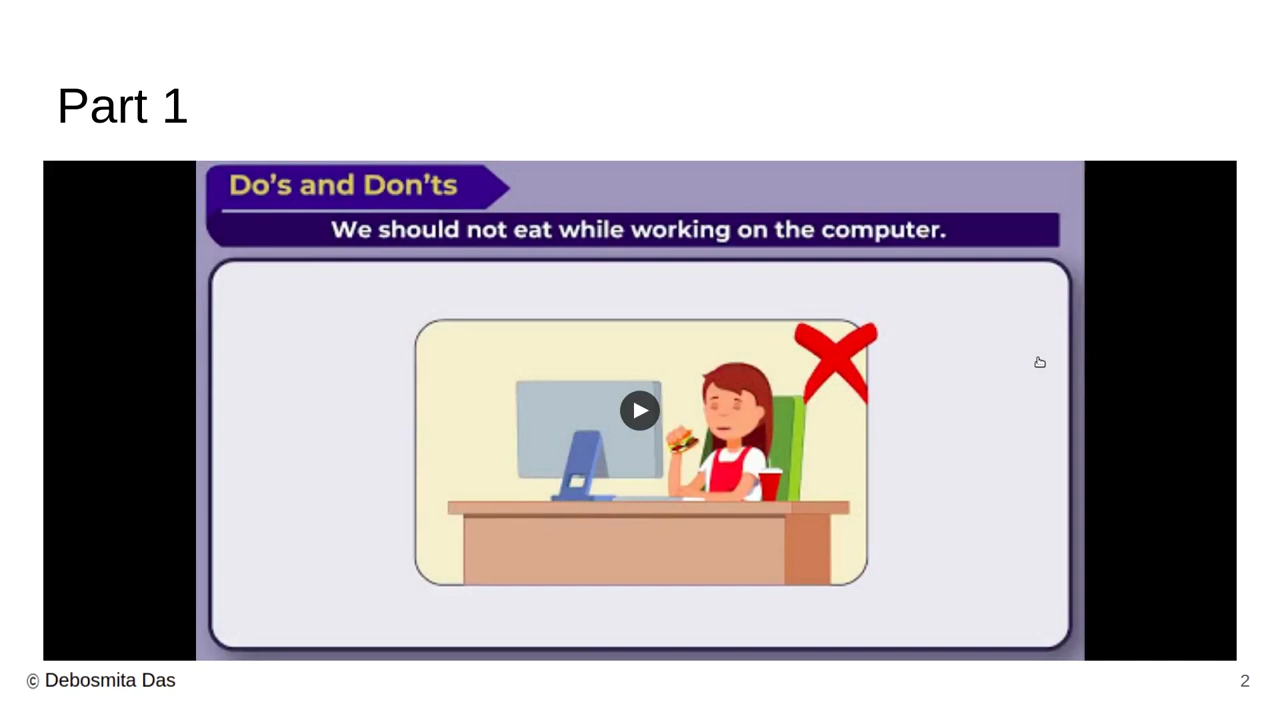 Part 1
Do's and Don'ts
We should not eat while working on the computer.
© Debosmita Das
2